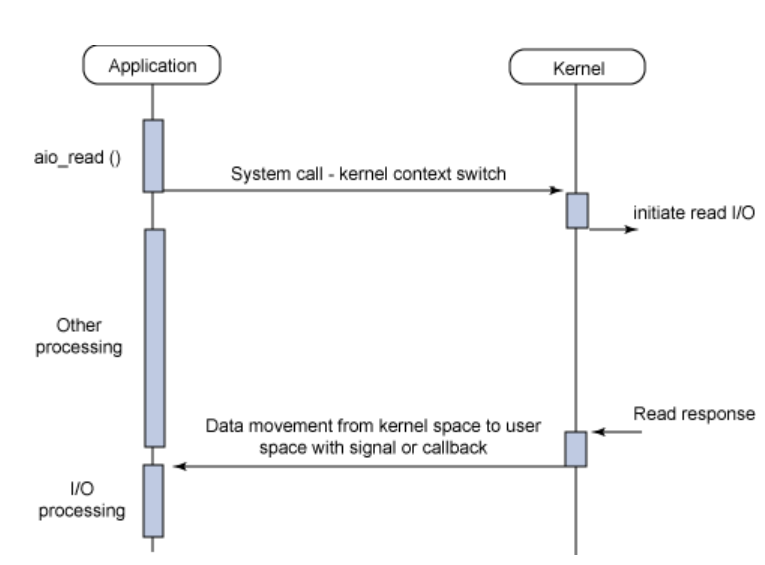 Application
Kernel
aio_read ()
System call - kernel context switch
initiate read I/O
Other
processing
Read response
Data movement from kernel space to user
space with signal or callback
I/O
processing